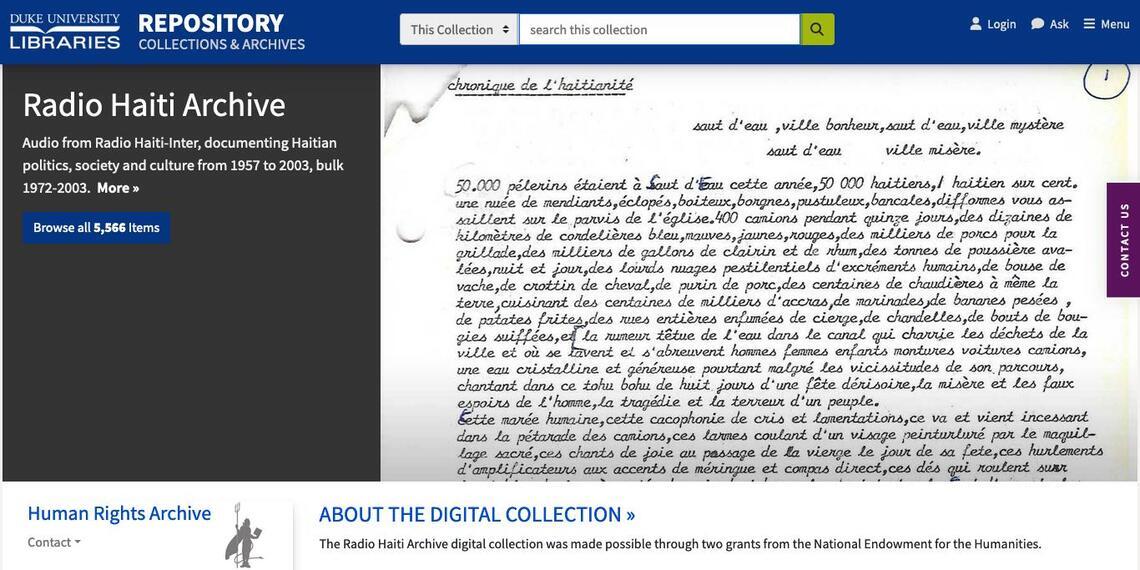 DUKE UNIVERSITY
LIBRARIES
REPOSITORY
COLLECTIONS & ARCHIVES
This Collection
search this collection
Login
Ask
Menu
Radio Haiti Archive
Audio from Radio Haiti-Inter, documenting Haitian
politics, society and culture from 1957 to 2003, bulk
1972-2003. More »
Browse all 5,566 Items
chronique de l'haitianité
1
saut d'eau ,ville bonheur,saut d'eau,ville mystère
saut d'eau ville misère.
50.000 pélerins étaient à Saut d'Eau cette année,50 000 haitiens,1 haitien sur cent.
une nuée de mendiants,éclopés,boiteux,borgnes,pustuleux,bancales,difformes vous as-
saillent sur le parvis de l'église.400 camions pendant quinze jours,des dizaines de
kilomètres de cordelières bleu,mauves,jaunes,rouges,des milliers de porcs pour la
grillade,des milliers de gallons de clairin et de rhum,des tonnes de poussière ava-
lées,nuit et jour,des lourds nuages pestilentiels d'excréments humains,de bouse de
vache,de crottin de cheval,de purin de porc,des centaines de chaudières à même la
terre,cuisinant des centaines de milliers d'accras,de marinades,de bananes pesées ,
de patates frites,des rues entières enfumées de cierge,de chandelles,de bouts de bou-
gies suiffées,et la rumeur têtue de l'eau dans le canal qui charrie les déchets de la
ville et où se lavent et s'abreuvent hommes femmes enfants montures voitures camions,
une eau cristalline et généreuse pourtant malgré les vicissitudes de son parcours,
chantant dans ce tohu bohu de huit jours d'une fête dérisoire,la misère et les faux
espoirs de l'homme,la tragédie et la terreur d'un peuple.
Cette marée humaine,cette cacophonie de cris et lamentations,ce va et vient incessant
dans la pétarade des camions,ces larmes coulant d'un visage peinturluré par le maquil-
lage sacré,ces chants de joie au passage de la vierge le jour de sa fete,ces hurlements
d'amplificateurs aux accents de méringue et compas direct,ces dés qui roulent sur
CONTACT US
Human Rights Archive
Contact
ABOUT THE DIGITAL COLLECTION »
The Radio Haiti Archive digital collection was made possible through two grants from the National Endowment for the Humanities.